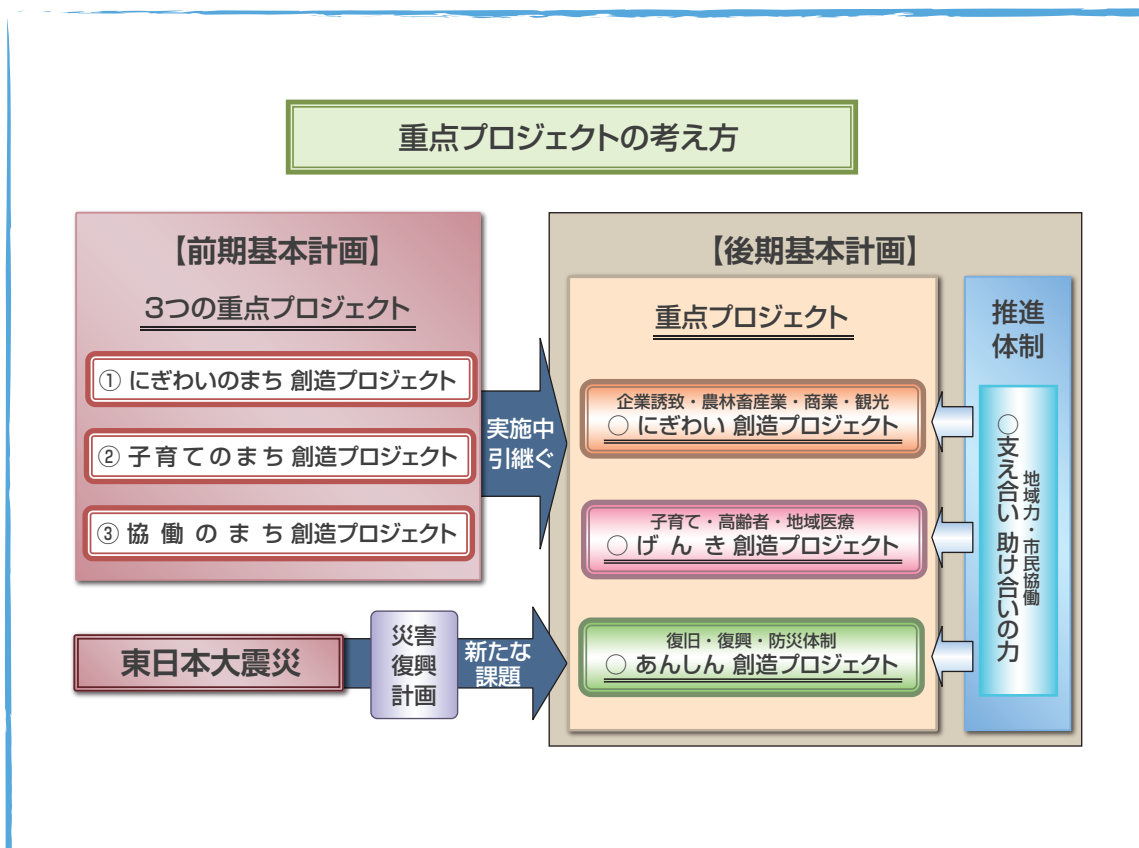 重点プロジェクトの考え方
【前期基本計画】
3つの重点プロジェクト
① にぎわいのまち 創造プロジェクト
② 子育てのまち 創造プロジェクト
③ 協働のまち 創造プロジェクト
実施中
引継ぐ
東日本大震災
災害
復興
計画
新たな
課題
【後期基本計画】
重点プロジェクト
企業誘致・農林畜産業・商業・観光
○ にぎわい 創造プロジェクト
子育て・高齢者・地域医療
○ げんき 創造プロジェクト
復旧・復興・防災体制
○ あんしん 創造プロジェクト
推進
体制
地域力・市民協働
○支え合い 助け合いの力